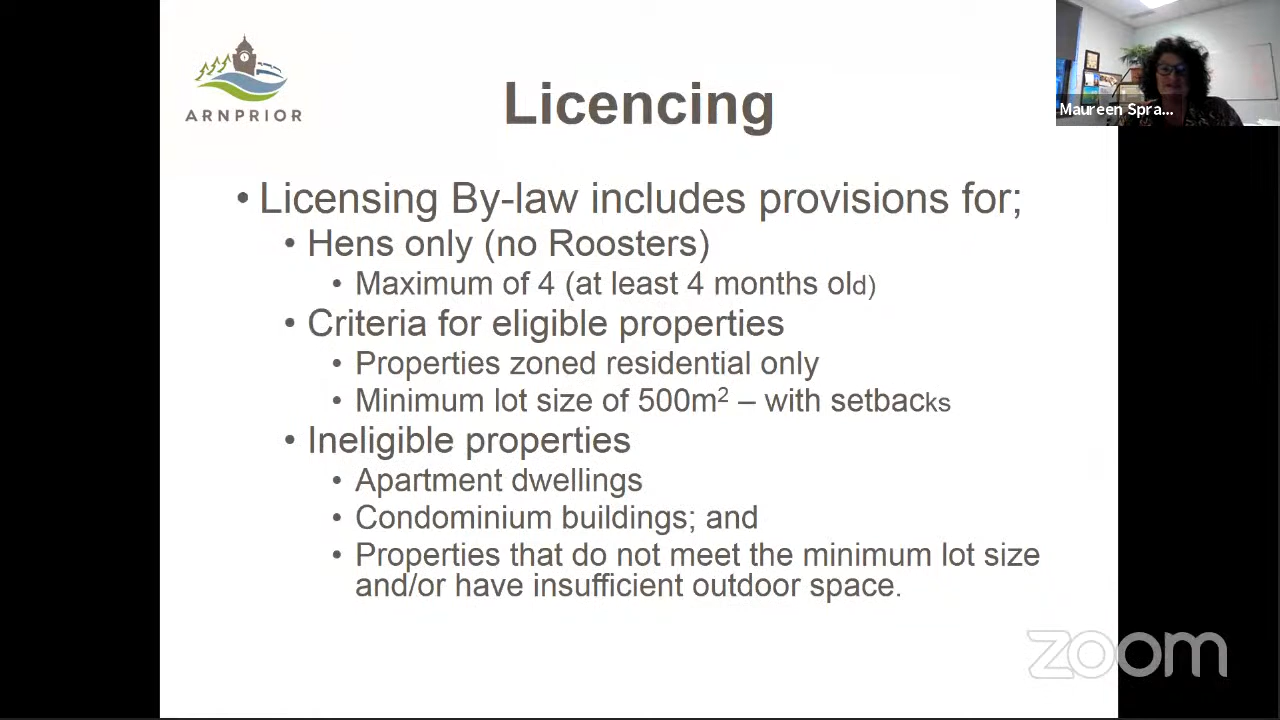 ARNPRIOR
Licencing
Maureen Spra...
• Licensing By-law includes provisions for;
• Hens only (no Roosters)
• Maximum of 4 (at least 4 months old)
• Criteria for eligible properties
• Properties zoned residential only
• Minimum lot size of 500m² – with setbacks
• Ineligible properties
• Apartment dwellings
• Condominium buildings; and
• Properties that do not meet the minimum lot size
and/or have insufficient outdoor space.
zoom